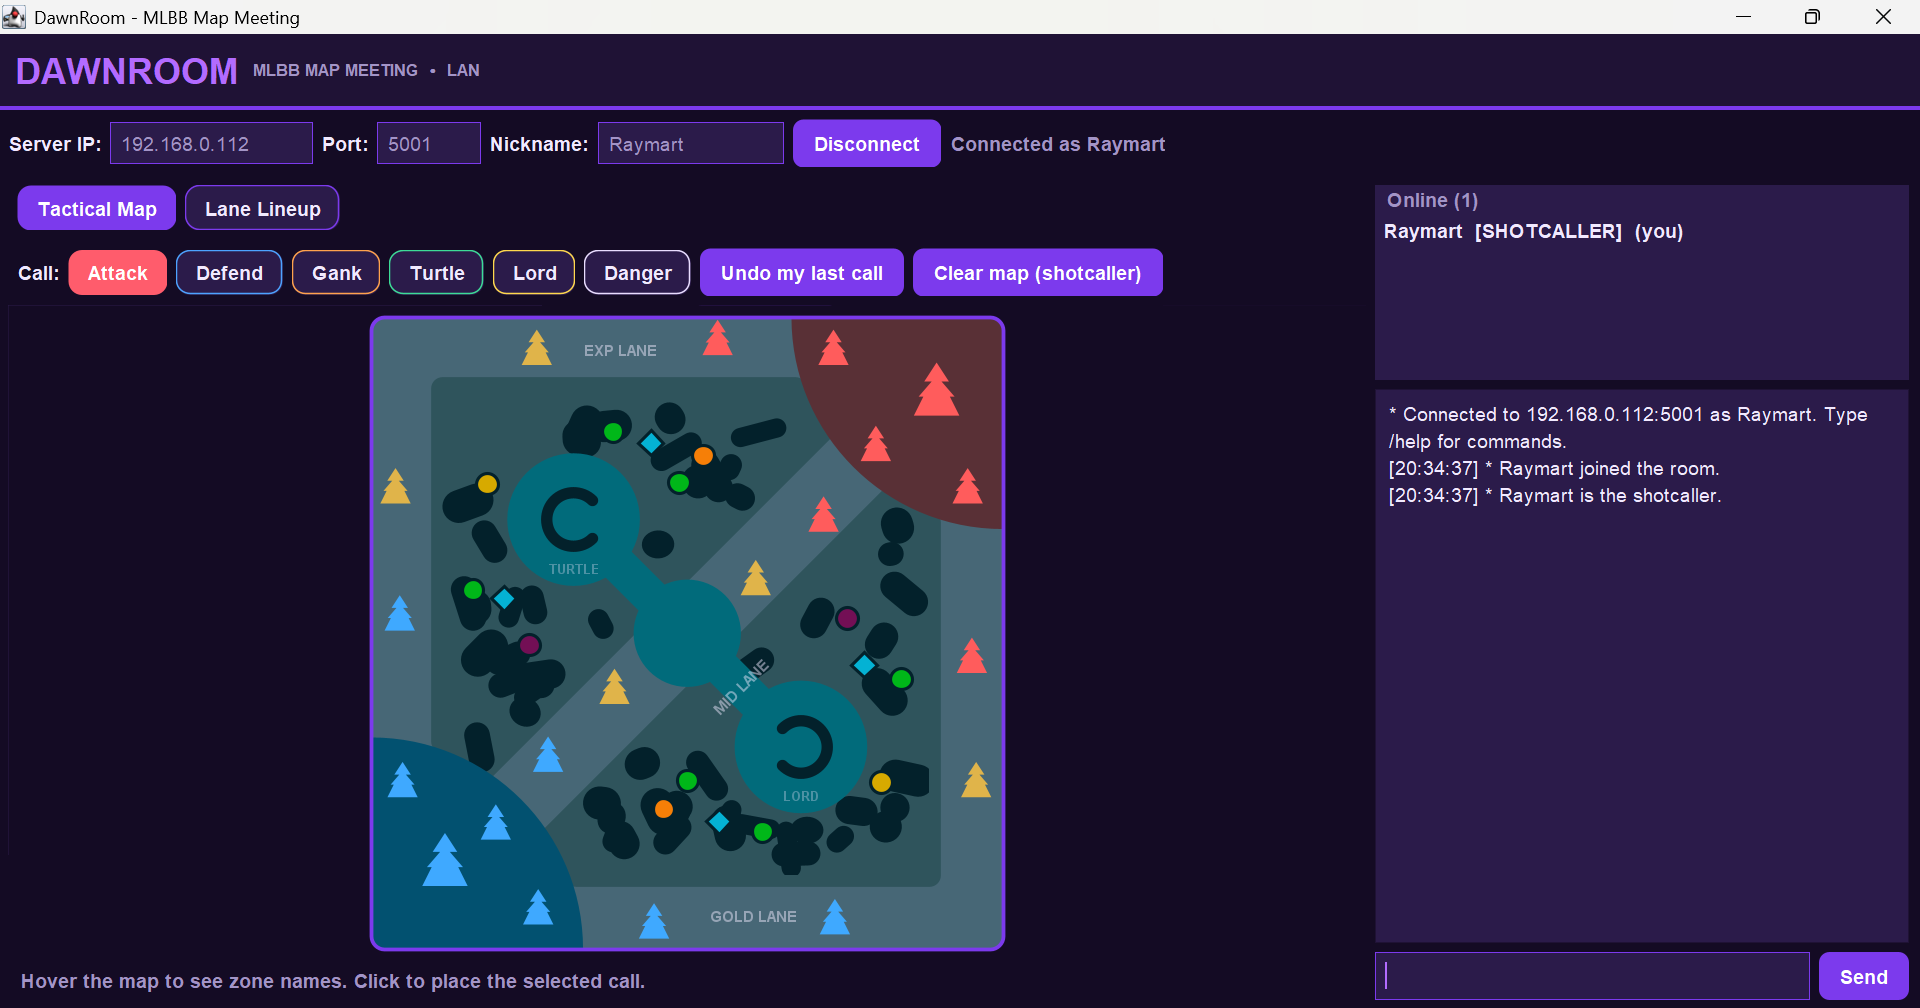 DawnRoom - MLBB Map Meeting
DAWNROOM MLBB MAP MEETING • LAN
Server IP: 192.168.0.112 Port: 5001 Nickname: Raymart Disconnect Connected as Raymart
Tactical Map Lane Lineup
Call: Attack Defend Gank Turtle Lord Danger Undo my last call Clear map (shotcaller)
EXP LANE
TURTLE
MID LANE
LORD
GOLD LANE
Hover the map to see zone names. Click to place the selected call.
Online (1)
Raymart [SHOTCALLER] (you)
* Connected to 192.168.0.112:5001 as Raymart. Type
/help for commands.
[20:34:37] * Raymart joined the room.
[20:34:37] * Raymart is the shotcaller.
Send